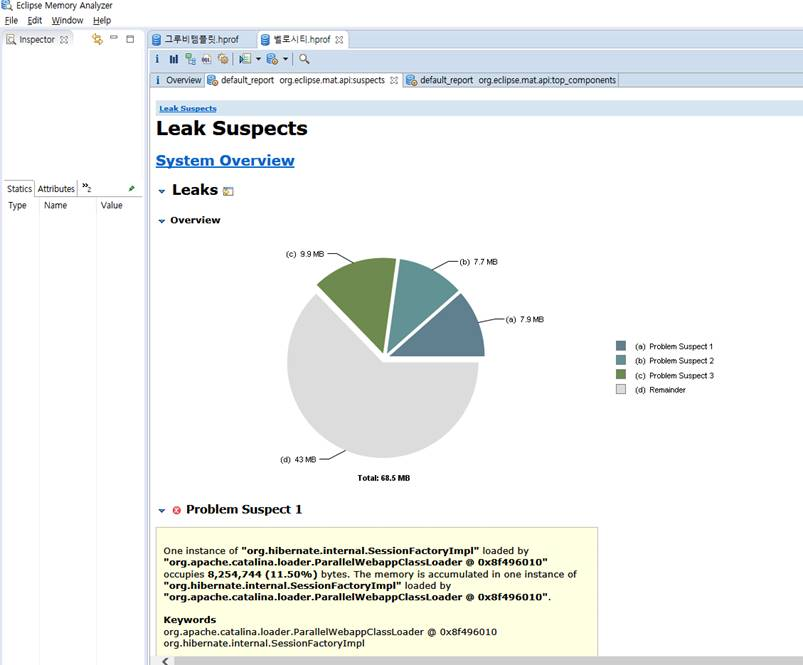 Eclipse Memory Analyzer
File Edit Window Help
Inspector
그루비템플릿.hprof
벨로시티.hprof
Overview
default_report org.eclipse.mat.api:suspects
default_report org.eclipse.mat.api:top_components
Leak Suspects
Leak Suspects
System Overview
Leaks
Overview
Statics Attributes »2
Type Name Value
(c) 9.9 MB
(b) 7.7 MB
(a) 7.9 MB
(d) 43 MB
(a) Problem Suspect 1
(b) Problem Suspect 2
(c) Problem Suspect 3
(d) Remainder
Total: 68.5 MB
Problem Suspect 1
One instance of "org.hibernate.internal.SessionFactoryImpl" loaded by
"org.apache.catalina.loader.ParallelWebappClassLoader @ 0x8f496010"
occupies 8,254,744 (11.50%) bytes. The memory is accumulated in one instance of
"org.hibernate.internal.SessionFactoryImpl" loaded by
"org.apache.catalina.loader.ParallelWebappClassLoader @ 0x8f496010".
Keywords
org.apache.catalina.loader.ParallelWebappClassLoader @ 0x8f496010
org.hibernate.internal.SessionFactoryImpl